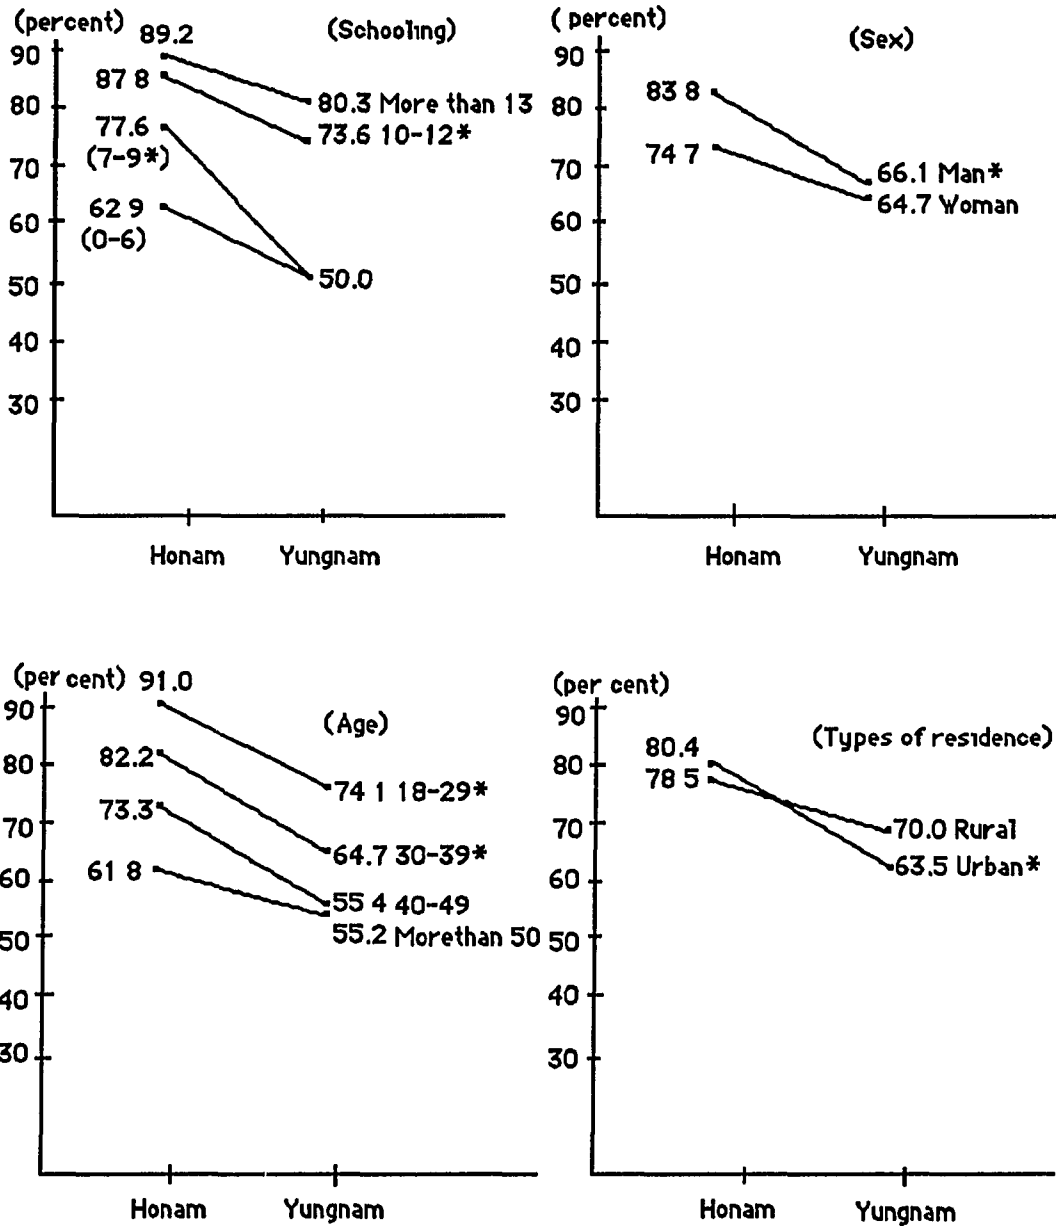 (percent)
89.2
(Schooling)
90
87 8
80
80.3 More than 13
77.6
73.6 10-12*
(7-9*)
70
62 9
60
(0-6)
50
50.0
40
30
Honam Yungnam
( percent)
(Sex)
90
83 8
80
74 7
70
66.1 Man*
64.7 Woman
60
50
40
30
Honam Yungnam
(per cent)
91.0
90
(Age)
82.2
80
74 1 18-29*
73.3
70
64.7 30-39*
61 8
60
55 4 40-49
55.2 Morethan 50
50
40
30
Honam Yungnam
(per cent)
90
(Types of residence)
80.4
80
78 5
70
70.0 Rural
63.5 Urban*
60
50
40
30
Honam Yungnam